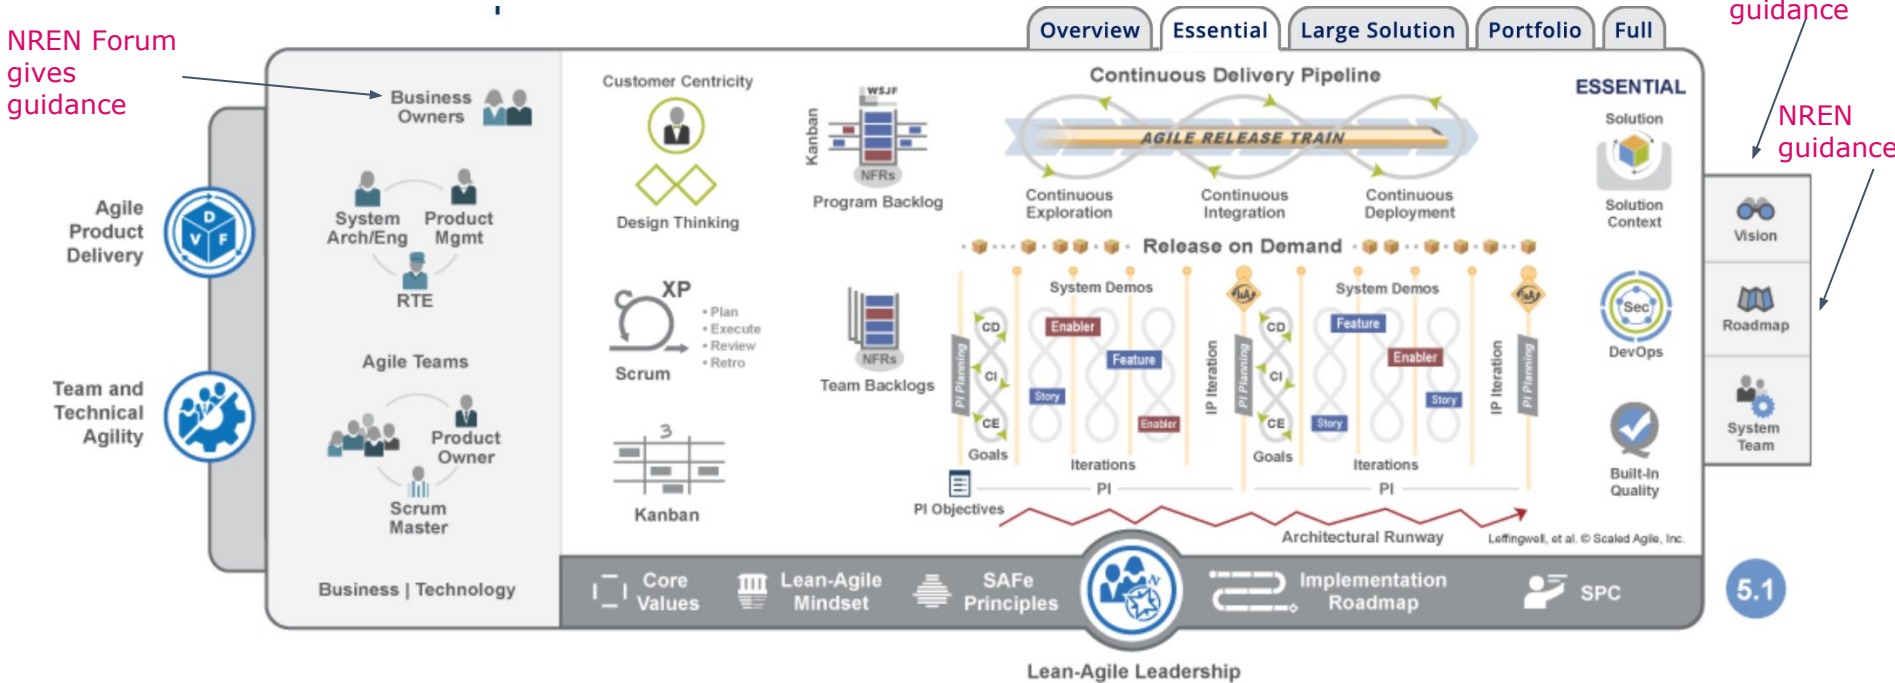 guidance
NREN Forum
gives
guidance
NREN
guidance
Overview
Essential
Large Solution
Portfolio
Full
Business
Owners
System
Arch/Eng
Product
Mgmt
RTE
Agile
Product
Delivery
D
V F
Agile Teams
Team and
Technical
Agility
Product
Owner
Scrum
Master
Business | Technology
Customer Centricity
Design Thinking
XP
• Plan
• Execute
• Review
• Retro
Scrum
3
Kanban
WSJF
Kanban
NFRs
Program Backlog
NFRs
Team Backlogs
Continuous Delivery Pipeline
AGILE RELEASE TRAIN
Continuous
Exploration
Continuous
Integration
Continuous
Deployment
Release on Demand
PI Planning
CD
CI
CE
Goals
System Demos
Enabler
Feature
Story
Enabler
Iterations
IP Iteration
I&A
PI Planning
CD
CI
CE
Goals
System Demos
Feature
Enabler
Story
Story
Iterations
IP Iteration
I&A
PI Planning
PI
PI
PI Objectives
Architectural Runway
Leffingwell, et al. © Scaled Agile, Inc.
ESSENTIAL
Solution
Solution
Context
Sec
DevOps
Built-In
Quality
Vision
Roadmap
System
Team
Core
Values
Lean-Agile
Mindset
SAFe
Principles
N
Implementation
Roadmap
SPC
5.1
Lean-Agile Leadership